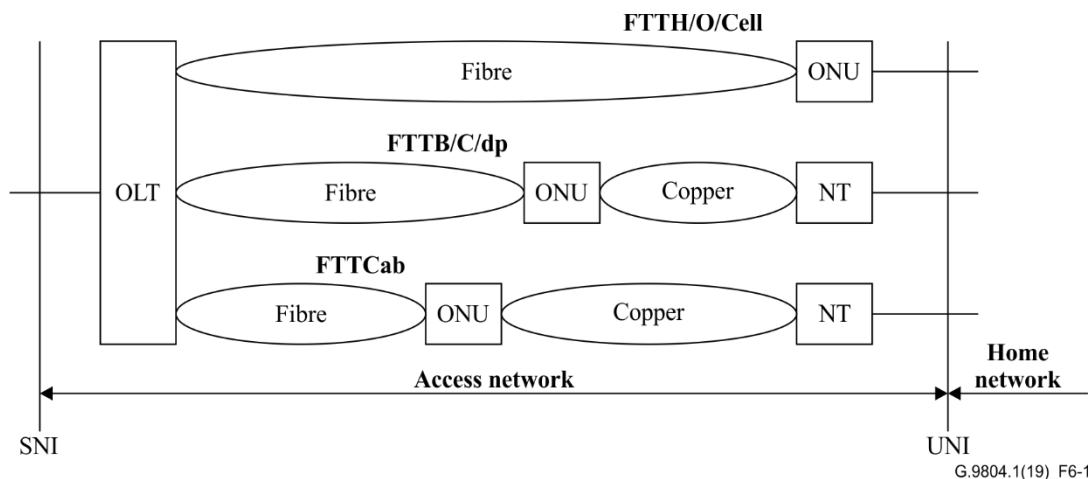 FTTH/O/Cell
Fibre
ONU
FTTB/C/dp
OLT
Fibre
ONU
Copper
NT
FTTCab
Fibre
ONU
Copper
NT
Access network
Home
network
SNI
UNI
G.9804.1(19)_F6-1